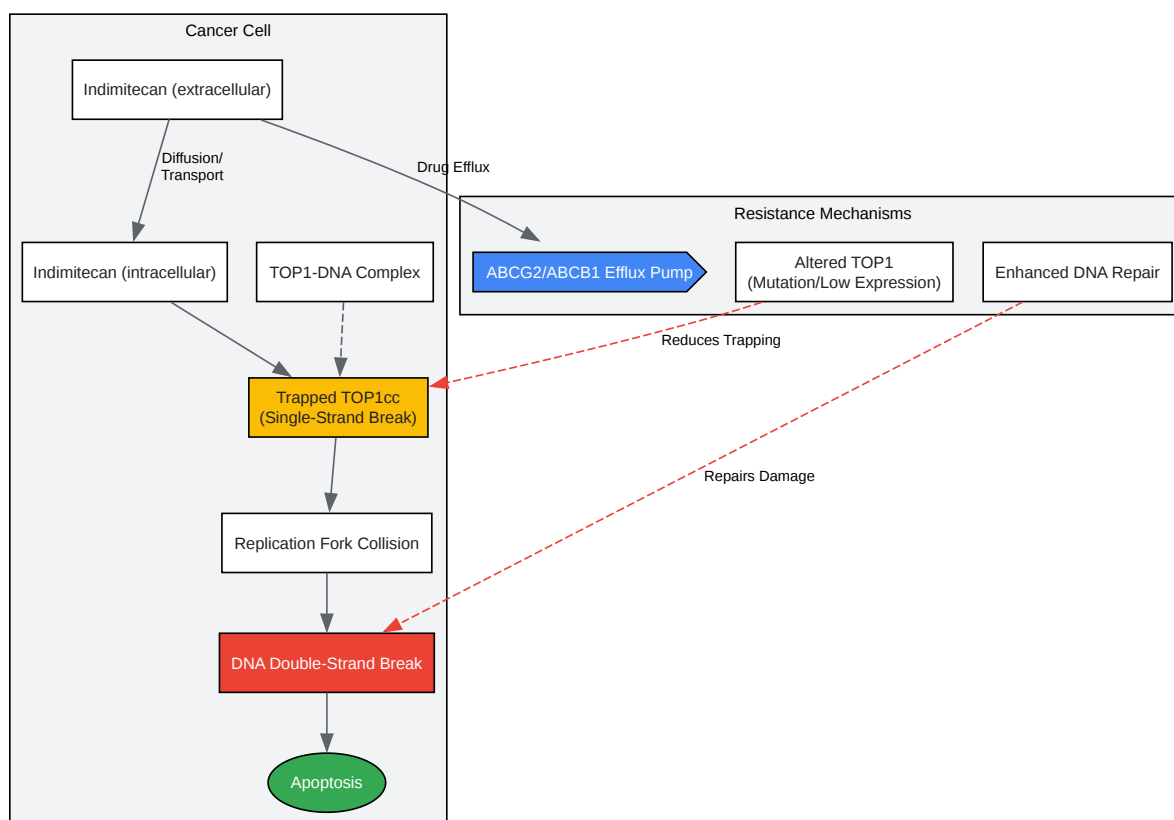 Cancer Cell
Indimitecan (extracellular)
Diffusion/
Transport
Drug Efflux
Resistance Mechanisms
Indimitecan (intracellular)
TOP1-DNA Complex
ABCG2/ABCB1 Efflux Pump
Altered TOP1
(Mutation/Low Expression)
Enhanced DNA Repair
Reduces Trapping
Trapped TOP1cc
(Single-Strand Break)
Repairs Damage
Replication Fork Collision
DNA Double-Strand Break
Apoptosis